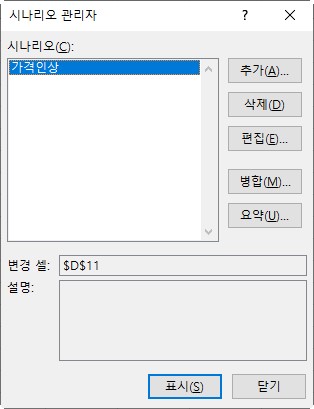 시나리오 관리자
?
×
시나리오(C):
가격인상
추가(A)...
삭제(D)
편집(E)...
병합(M)...
요약(U)...
변경 셀:
$D$11
설명:
표시(S)
닫기